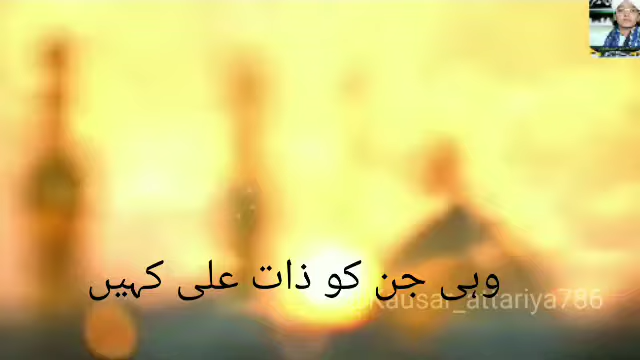 وہی جن کو ذات علی کہیں
kausar_attariya786